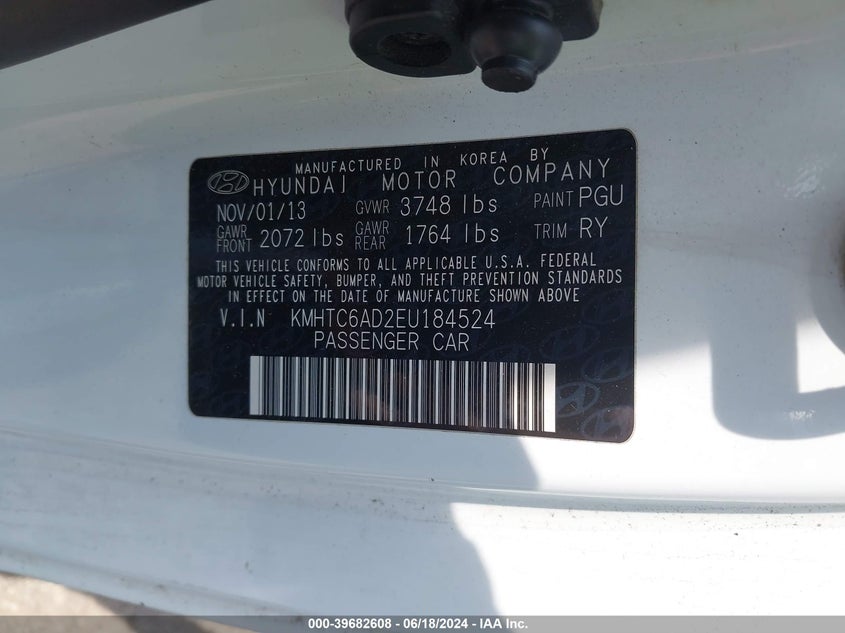 MANUFACTURED IN KOREA BY
HYUNDAI MOTOR COMPANY
NOV/01/13 GVWR 3748 lbs PAINT PGU
GAWR FRONT 2072 lbs GAWR REAR 1764 lbs TRIM RY
THIS VEHICLE CONFORMS TO ALL APPLICABLE U.S.A. FEDERAL
MOTOR VEHICLE SAFETY, BUMPER, AND THEFT PREVENTION STANDARDS
IN EFFECT ON THE DATE OF MANUFACTURE SHOWN ABOVE
V.I.N KMHTC6AD2EU184524
PASSENGER CAR
000-39682608 - 06/18/2024 - IAA Inc.